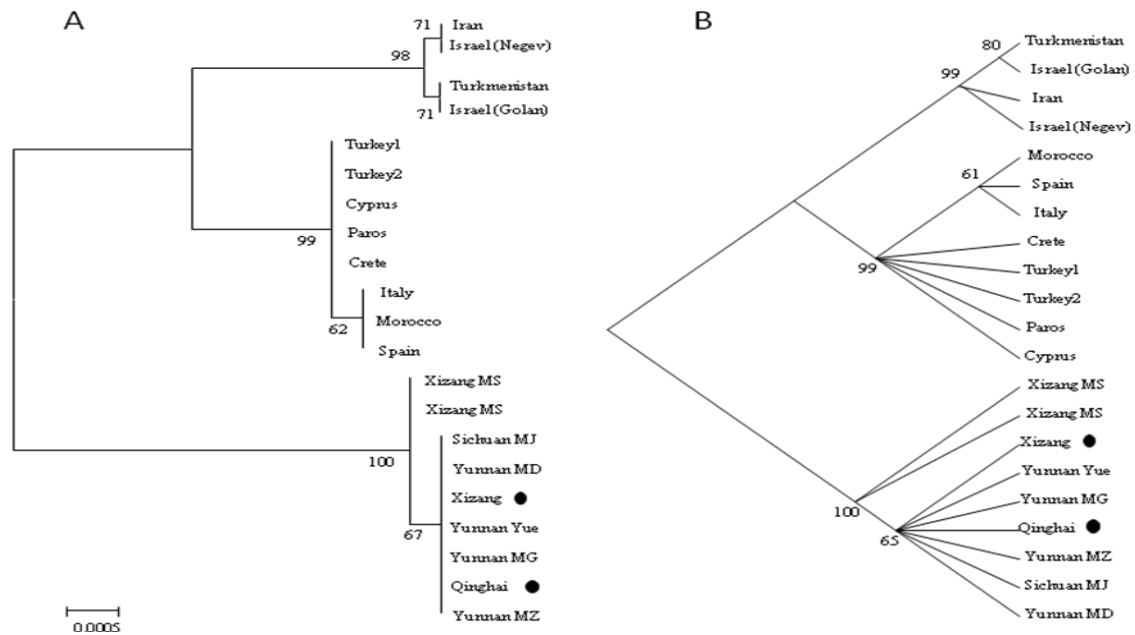 A
71
Iran
Israel (Negev)
98
Turkmenistan
71
Israel (Golan)
Turkey1
Turkey2
Cyprus
Paros
99
Crete
Italy
Morocco
62
Spain
Xizang MS
Xizang MS
Sichuan MJ
100
Yunnan MD
Xizang
Yunnan Yue
67
Yunnan MG
Qinghai
Yunnan MZ
0.0005
B
Turkmenistan
80
Israel (Golan)
99
Iran
Israel (Negev)
Morocco
61
Spain
Italy
Crete
99
Turkey1
Turkey2
Paros
Cyprus
Xizang MS
Xizang MS
Xizang
Yunnan Yue
Yunnan MG
100
Qinghai
65
Yunnan MZ
Sichuan MJ
Yunnan MD